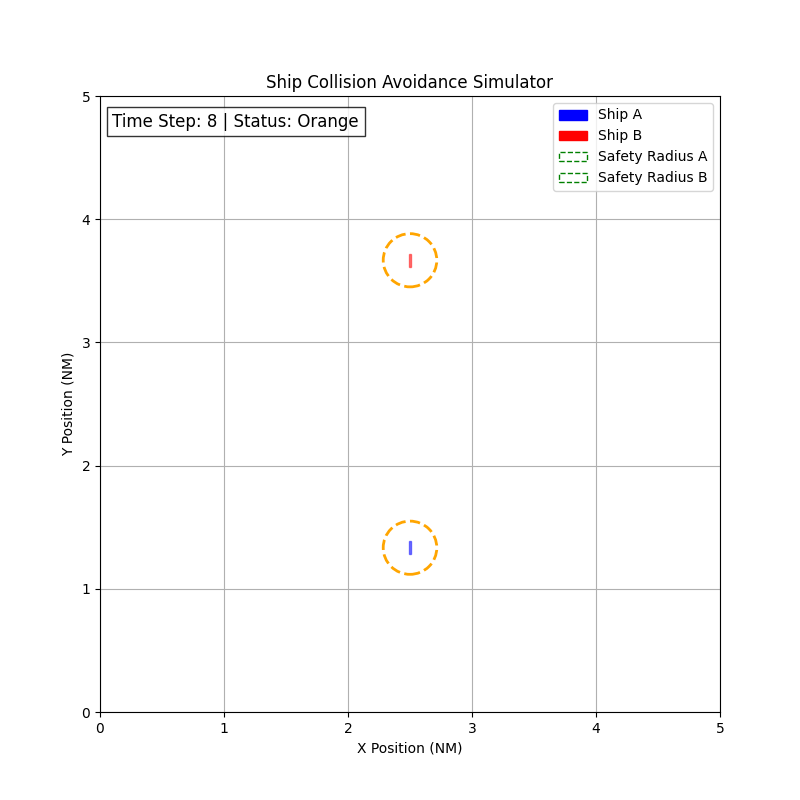 Ship Collision Avoidance Simulator
Time Step: 8 | Status: Orange
Ship A
Ship B
Safety Radius A
Safety Radius B
5
4
3
2
1
0
Y Position (NM)
0 1 2 3 4 5
X Position (NM)